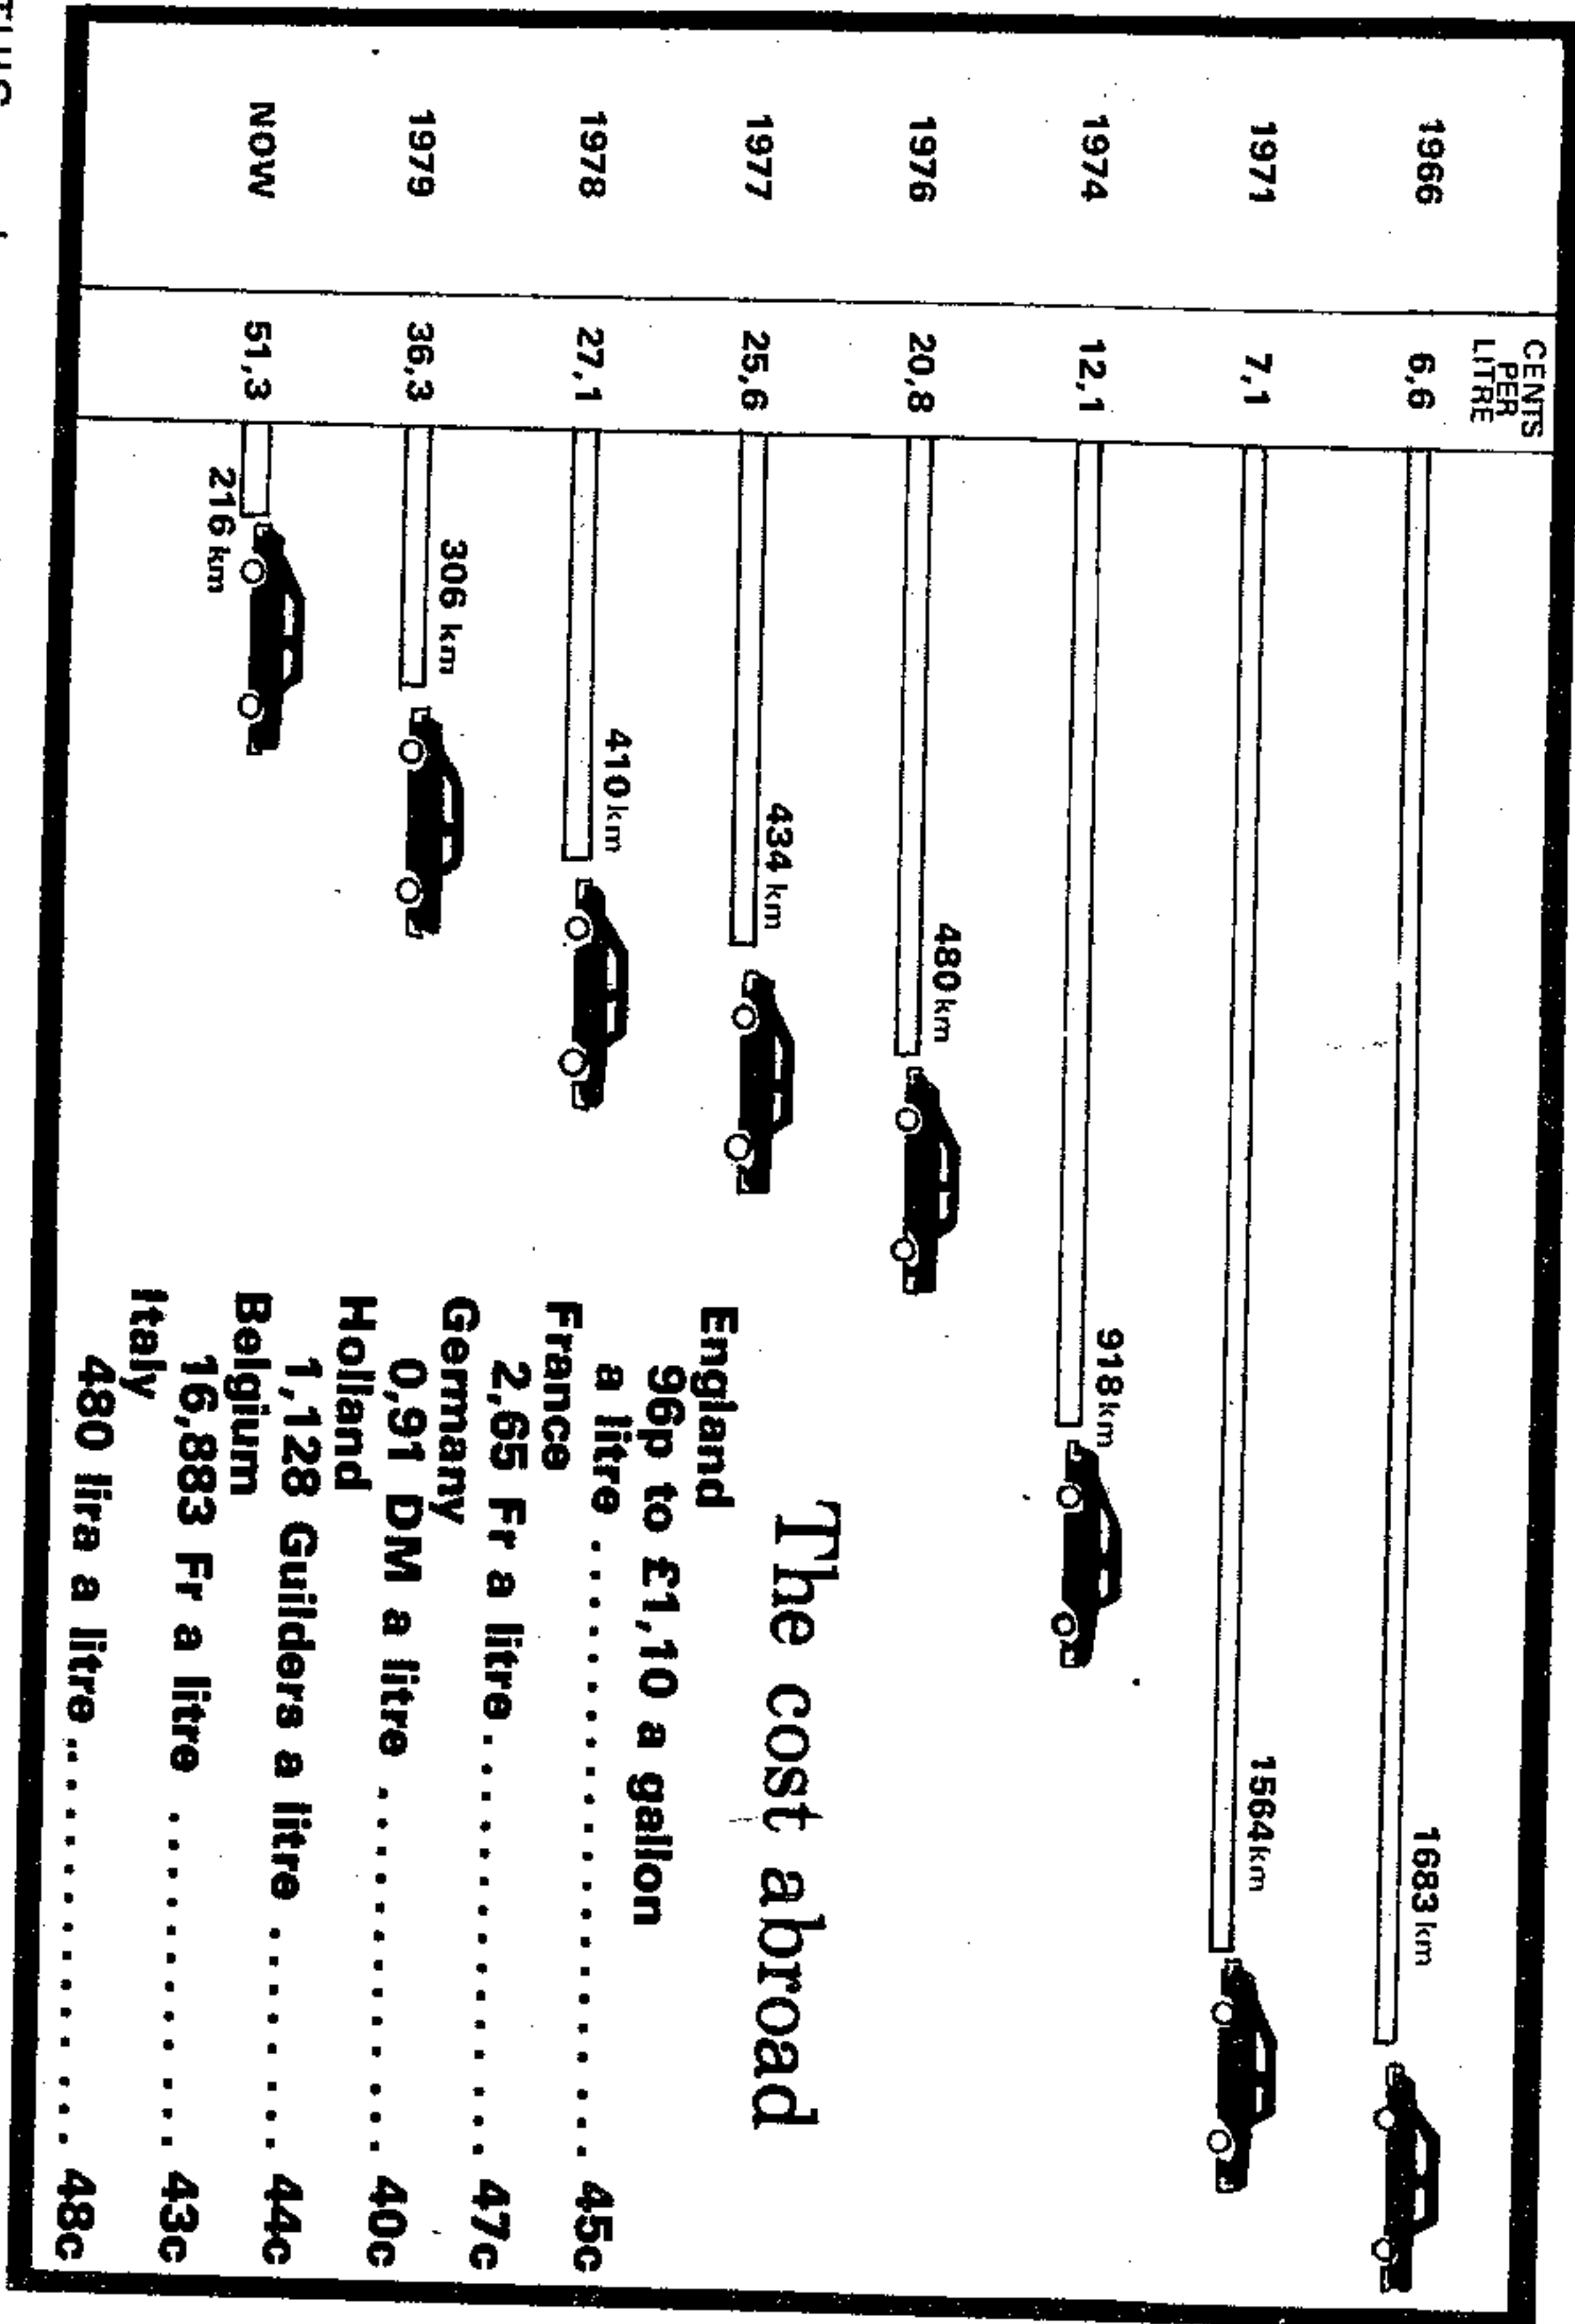 CENTS
PER
LITRE
1966 6,6 1683 km
1971 7,1 1564 km
1974 12,1 918 km
1976 20,8 480 km
1977 25,6 434 km
1978 27,1 410 km
1979 36,3 306 km
NOW 51,3 216 km
The cost abroad
England
96p to £1,10 a gallon
a litre .......................... 45c
France
2,65 Fr a litre .................. 47c
Germany
0,91 DM a litre ............... 40c
Holland
1,128 Guilders a litre ......... 44c
Belgium
16,883 Fr a litre .............. 43c
Italy
480 lira a litre .................. 48c